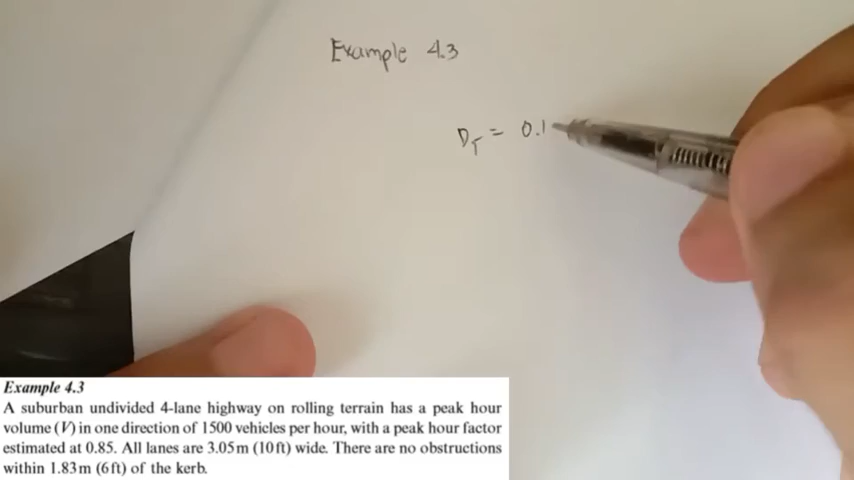 Example 4.3
D_T = 0.1
Example 4.3
A suburban undivided 4-lane highway on rolling terrain has a peak hour
volume (V) in one direction of 1500 vehicles per hour, with a peak hour factor
estimated at 0.85. All lanes are 3.05 m (10 ft) wide. There are no obstructions
within 1.83 m (6 ft) of the kerb.